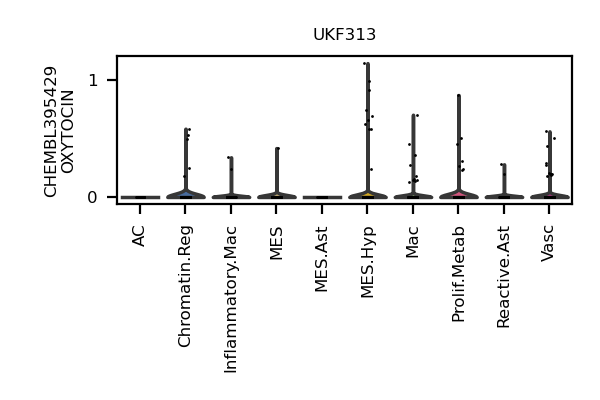 UKF313
CHEMBL395429
OXYTOCIN
1
0
AC
Chromatin.Reg
Inflammatory.Mac
MES
MES.Ast
MES.Hyp
Mac
Prolif.Metab
Reactive.Ast
Vasc